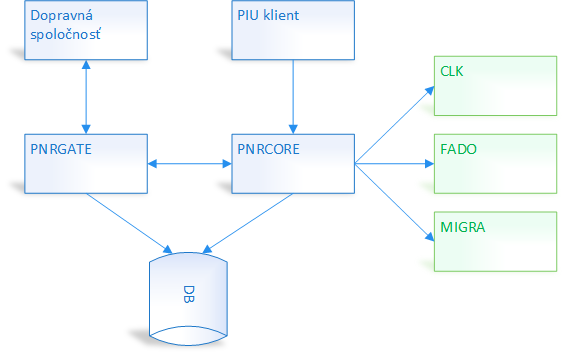 Dopravná
spoločnosť
PIU klient
CLK
PNRGATE
PNRCORE
FADO
MIGRA
DB